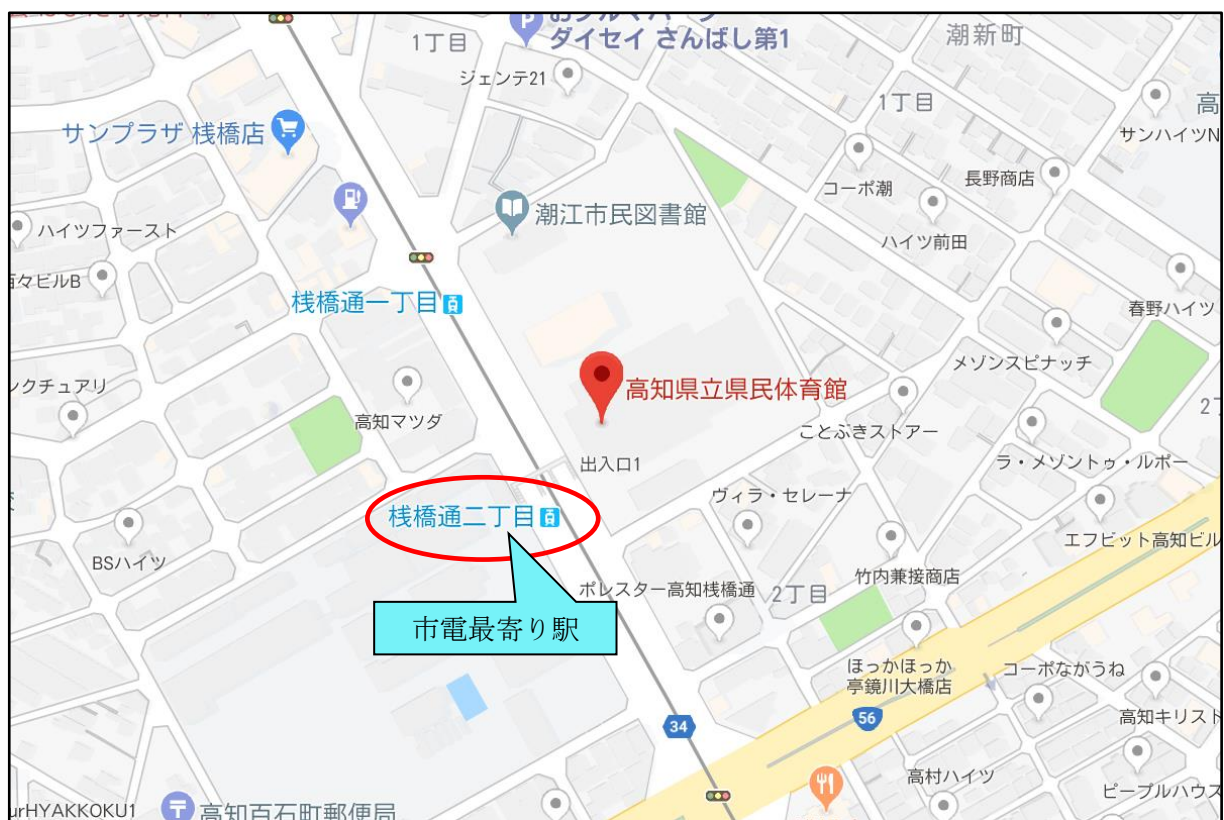 1丁目
ダイセイ さんばし第1
潮新町
ジェンテ21
1丁目
サンプラザ 桟橋店
サンハイツN
コーポ潮
長野商店
潮江市民図書館
ハイツファースト
ハイツ前田
々ビルB
桟橋通一丁目
春野ハイツ
メゾンスピナッチ
クチュアリ
高知県立県民体育館
高知マツダ
ことぶきストアー
出入口1
ラ・メゾントゥ・ルポー
ヴィラ・セレーナ
桟橋通二丁目
エフビット高知ビル
BSハイツ
竹内兼接商店
ポレスター高知桟橋通
2丁目
市電最寄り駅
ほっかほっか
亭鏡川大橋店
コーポながうね
56
34
高知キリスト
高村ハイツ
ピープルハウス
urHYAKKOKU1
高知百石町郵便局